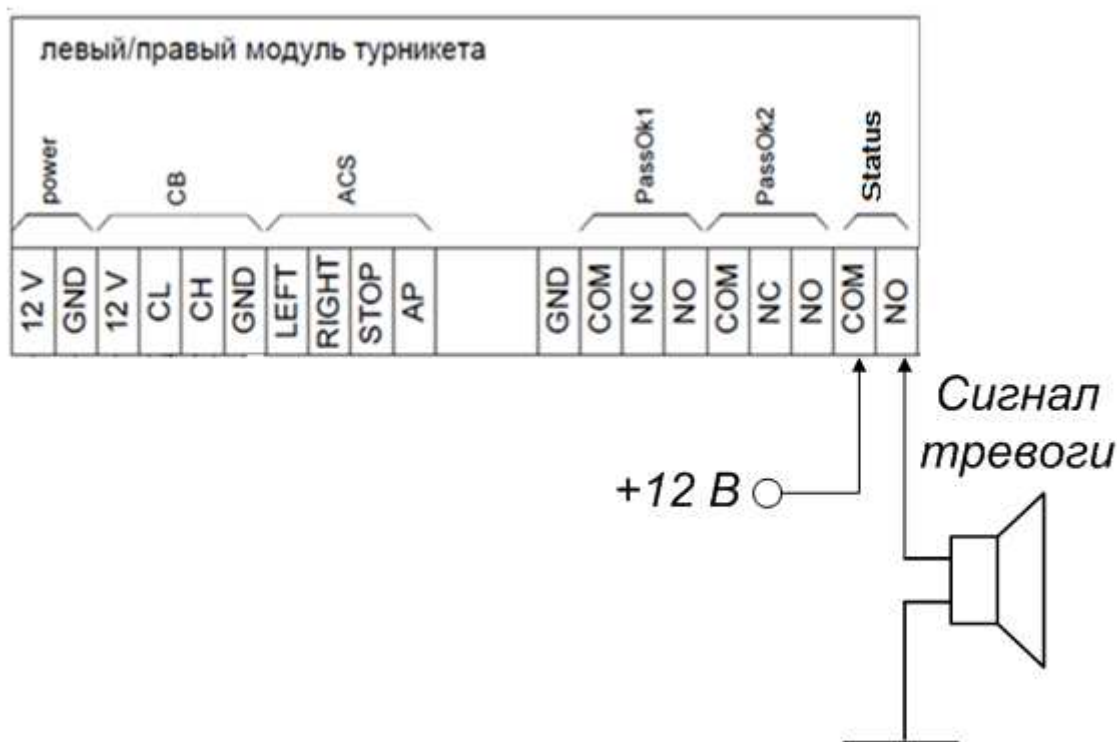 левый/правый модуль турникета
power
CB
ACS
PassOk1
PassOk2
Status
12 V
GND
12 V
CL
CH
GND
LEFT
RIGHT
STOP
AP
GND
COM
NC
NO
COM
NC
NO
COM
NO
Сигнал
тревоги
+12 В